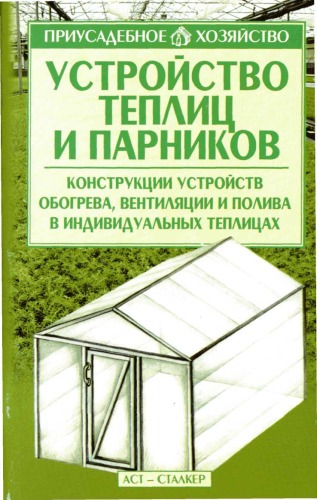 ПРИУСАДЕБНОЕ ХОЗЯЙСТВО
УСТРОЙСТВО
ТЕПЛИЦ
И ПАРНИКОВ
КОНСТРУКЦИИ УСТРОЙСТВ
ОБОГРЕВА, ВЕНТИЛЯЦИИ И ПОЛИВА
В ИНДИВИДУАЛЬНЫХ ТЕПЛИЦАХ
АСТ – СТАЛКЕР